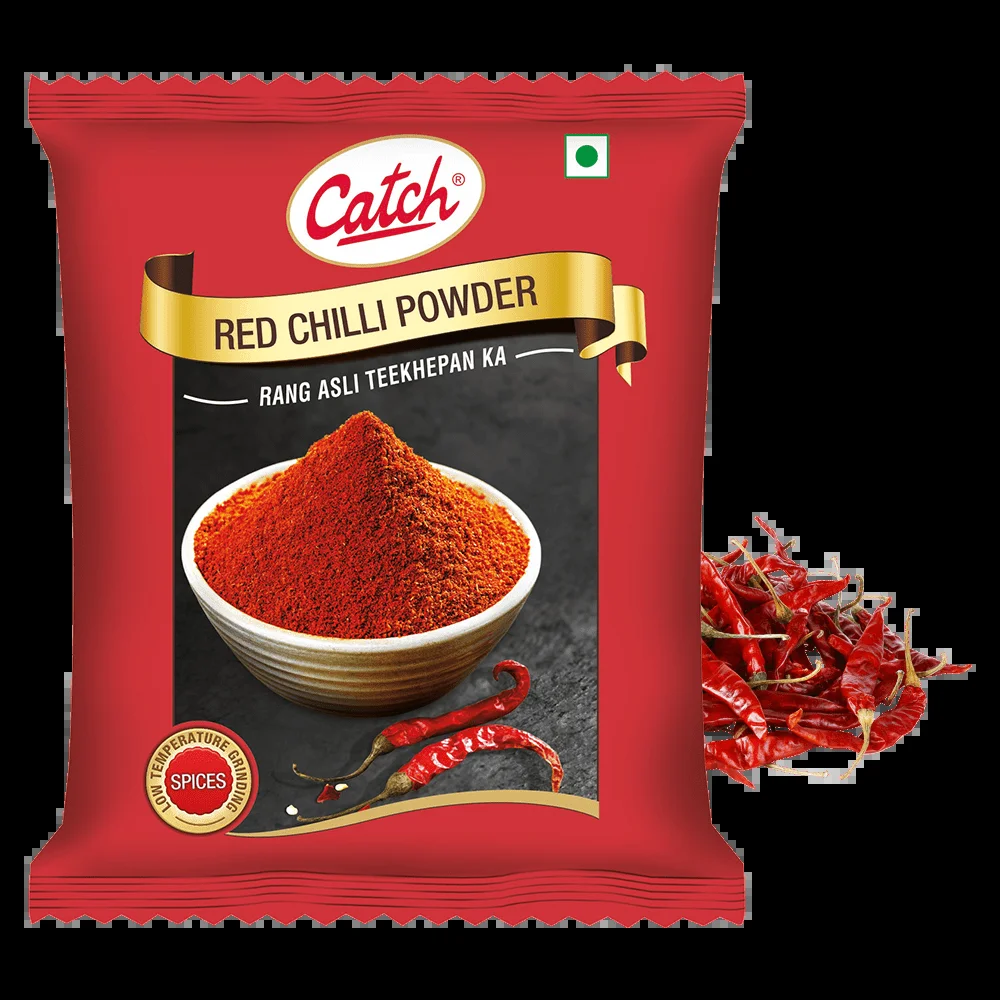 Catch®
RED CHILLI POWDER
RANG ASLI TEEKHEPAN KA
LOW TEMPERATURE GRINDING
SPICES